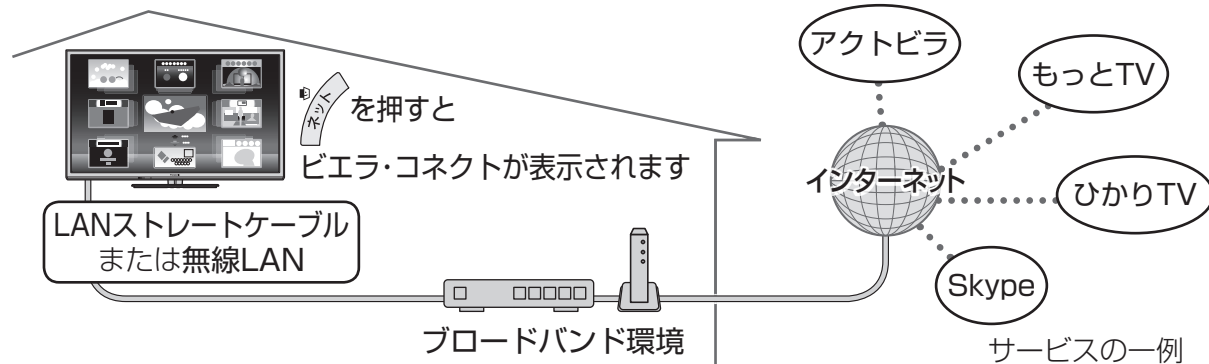 ネット を押すと
ビエラ・コネクトが表示されます
LANストレートケーブル
または無線LAN
ブロードバンド環境
インターネット
アクトビラ
もっとTV
ひかりTV
Skype
サービスの一例